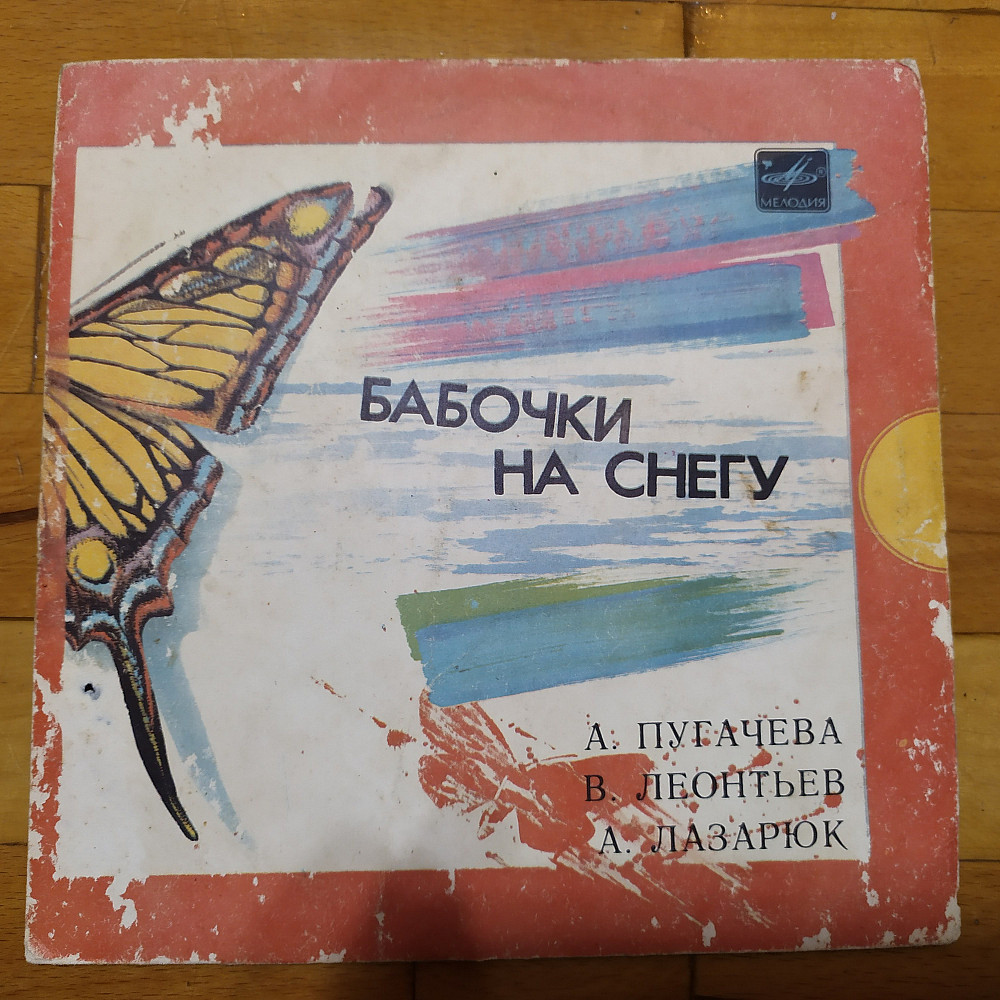 МЕЛОДИЯ
БАБОЧКИ
НА СНЕГУ
А. ПУГАЧЕВА
В. ЛЕОНТЬЕВ
А. ЛАЗАРЮК